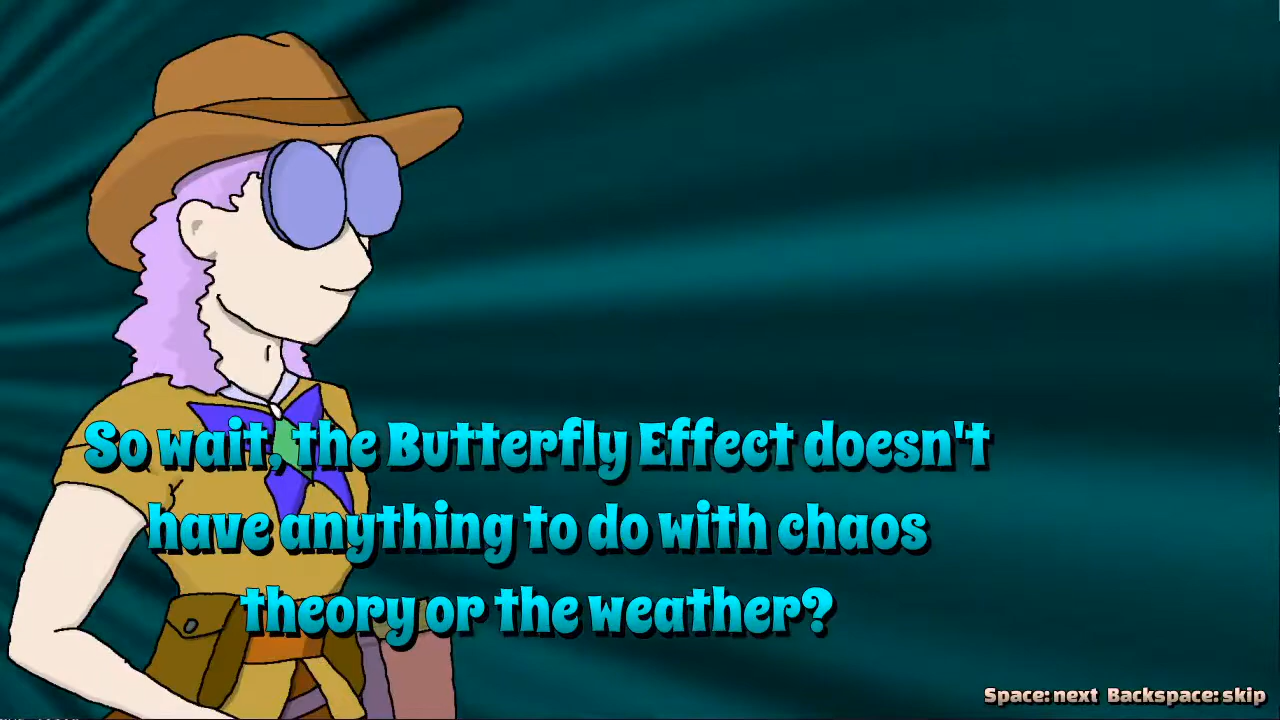 So wait, the Butterfly Effect doesn't
have anything to do with chaos
theory or the weather?
Space: next Backspace: skip